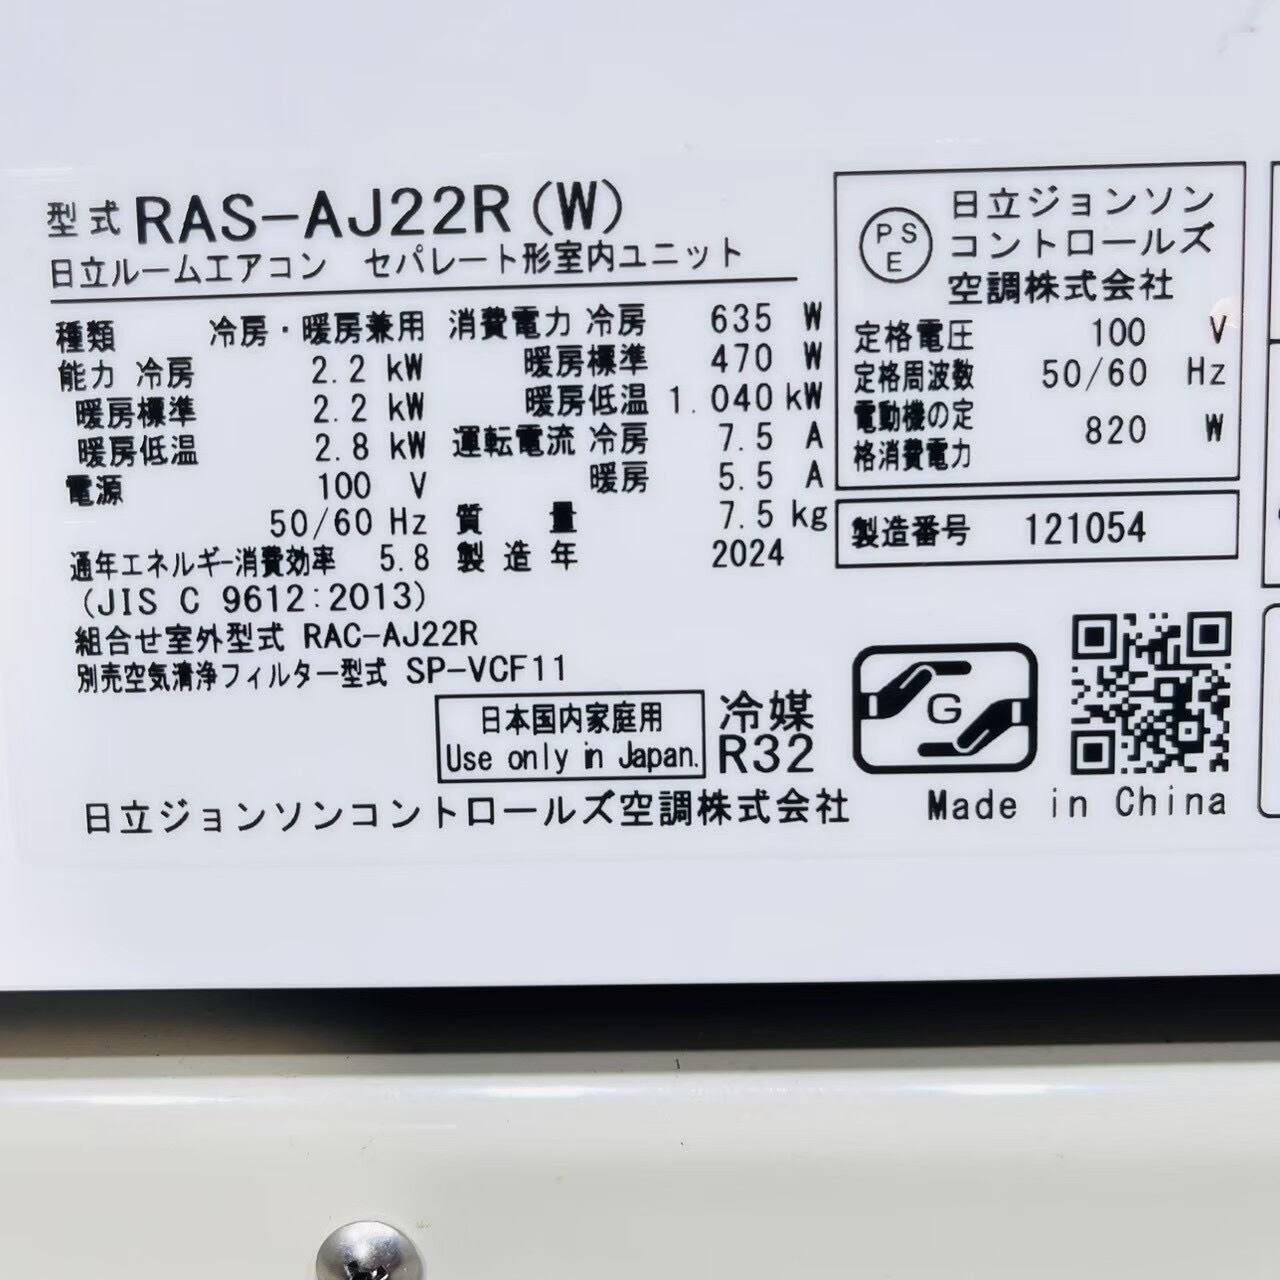 型式 RAS-AJ22R(W)
日立ルームエアコン セパレート形室内ユニット
種類 冷房・暖房兼用
能力 冷房 2.2 kW
暖房標準 2.2 kW
暖房低温 2.8 kW
電源 100 V
50/60 Hz
通年エネルギー消費効率 5.8
(JIS C 9612:2013)
組合せ室外型式 RAC-AJ22R
別売空気清浄フィルター型式 SP-VCF11
消費電力 冷房 635 W
暖房標準 470 W
暖房低温 1.040 kW
運転電流 冷房 7.5 A
暖房 5.5 A
質量 7.5 kg
製造年 2024
日本国内家庭用
Use only in Japan.
冷媒
R32
日立ジョンソンコントロールズ空調株式会社
PS
E
日立ジョンソン
コントロールズ
空調株式会社
定格電圧 100 V
定格周波数 50/60 Hz
電動機の定
格消費電力 820 W
製造番号 121054
G
Made in China